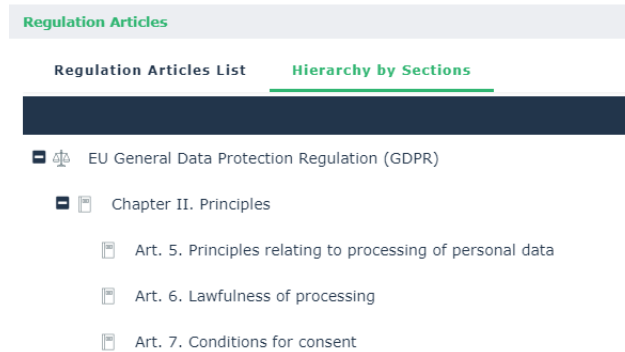 Regulation Articles
Regulation Articles List Hierarchy by Sections
EU General Data Protection Regulation (GDPR)
Chapter II. Principles
Art. 5. Principles relating to processing of personal data
Art. 6. Lawfulness of processing
Art. 7. Conditions for consent